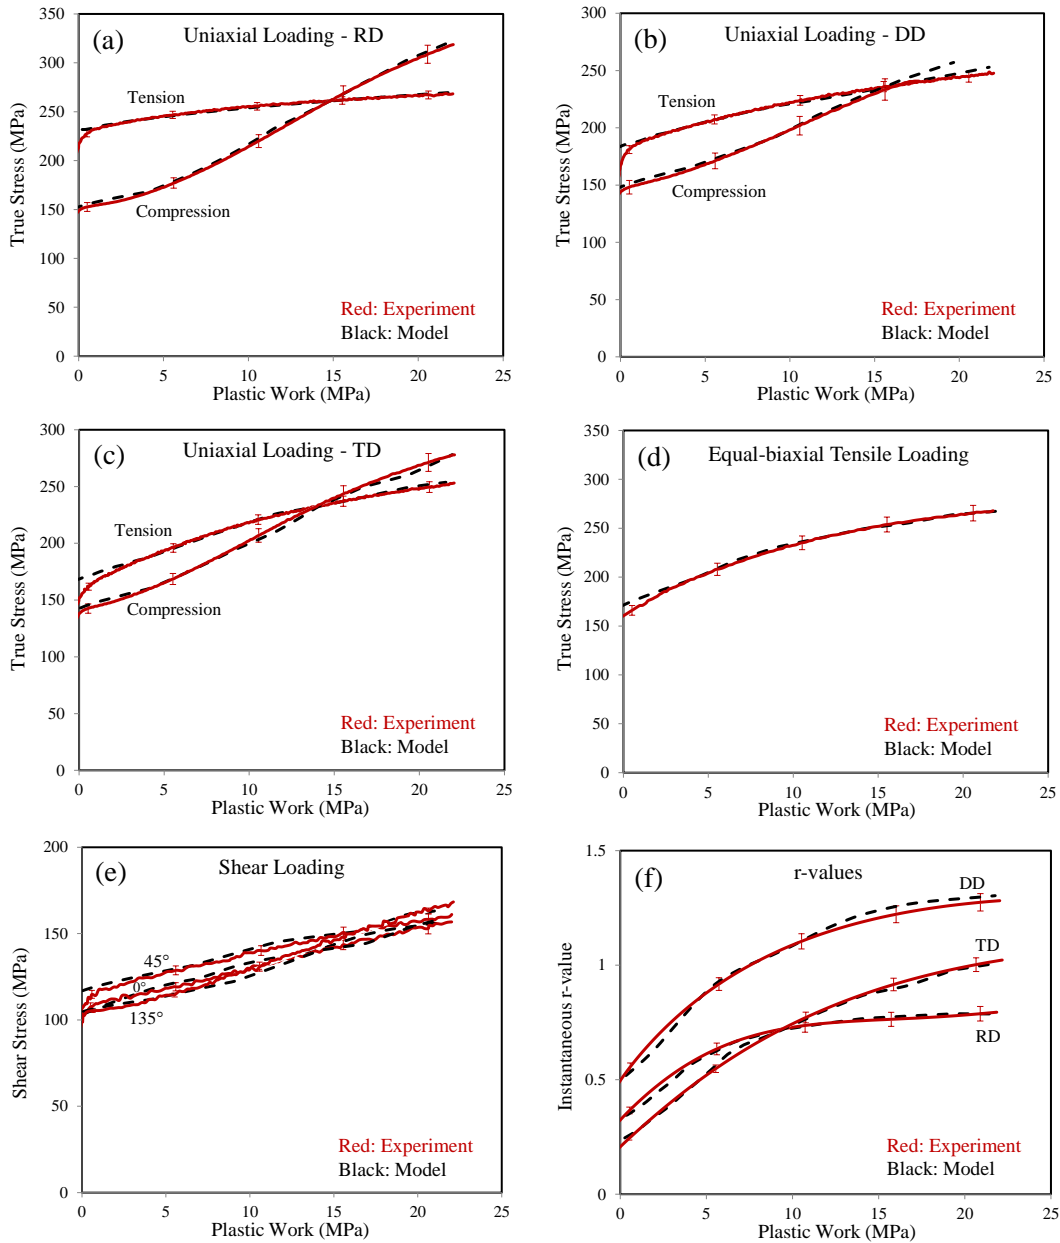 (a)
Uniaxial Loading - RD
350
300
250
200
150
100
50
0
True Stress (MPa)
Tension
Compression
Red: Experiment
Black: Model
0 5 10 15 20 25
Plastic Work (MPa)
(b)
Uniaxial Loading - DD
300
250
200
150
100
50
0
True Stress (MPa)
Tension
Compression
Red: Experiment
Black: Model
0 5 10 15 20 25
Plastic Work (MPa)
(c)
Uniaxial Loading - TD
300
250
200
150
100
50
0
True Stress (MPa)
Tension
Compression
Red: Experiment
Black: Model
0 5 10 15 20 25
Plastic Work (MPa)
(d)
Equal-biaxial Tensile Loading
350
300
250
200
150
100
50
0
True Stress (MPa)
Red: Experiment
Black: Model
0 5 10 15 20 25
Plastic Work (MPa)
(e)
Shear Loading
200
150
100
50
0
Shear Stress (MPa)
45°
0°
135°
Red: Experiment
Black: Model
0 5 10 15 20 25
Plastic Work (MPa)
(f)
r-values
1.5
1
0.5
0
Instantaneous r-value
DD
TD
RD
Red: Experiment
Black: Model
0 5 10 15 20 25
Plastic Work (MPa)